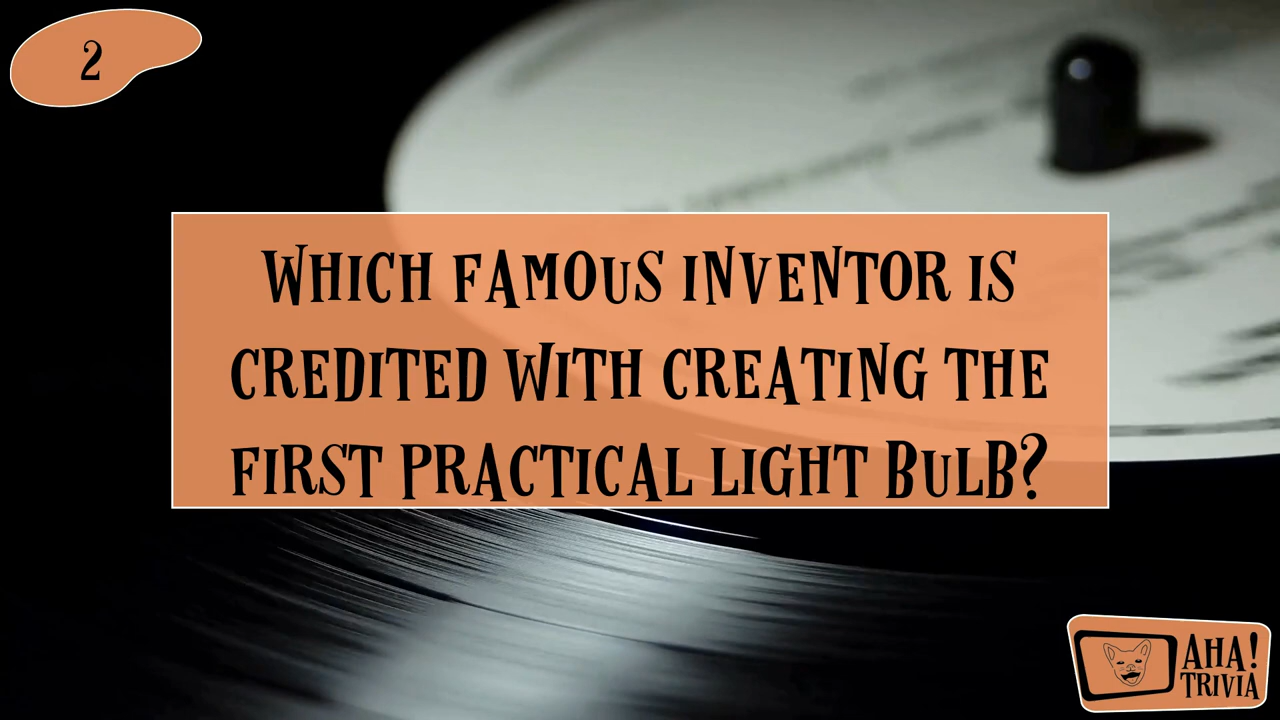 2
WHICH FAMOUS INVENTOR IS
CREDITED WITH CREATING THE
FIRST PRACTICAL LIGHT BULB?
AHA!
TRIVIA